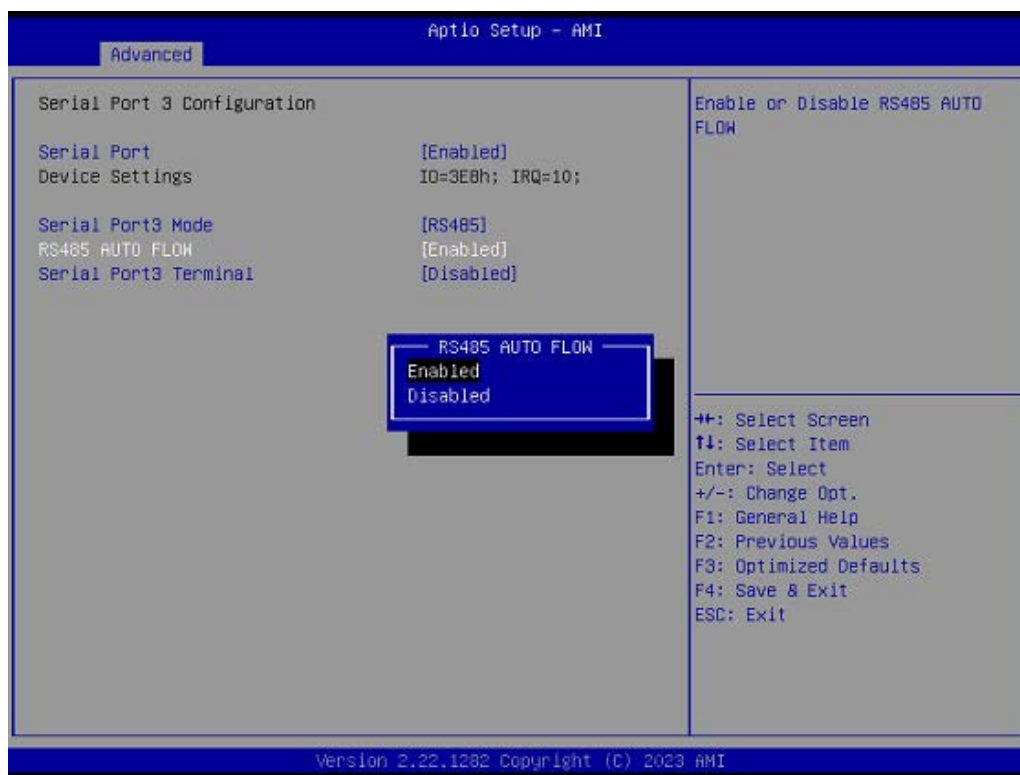 Aptio Setup - AMI
Advanced
Serial Port 3 Configuration
Serial Port [Enabled]
Device Settings IO=3E8h; IRQ=10;
Serial Port3 Mode [RS485]
RS485 AUTO FLOW [Enabled]
Serial Port3 Terminal [Disabled]
RS485 AUTO FLOW
Enabled
Disabled
Enable or Disable RS485 AUTO
FLOW
→←: Select Screen
↑↓: Select Item
Enter: Select
+/-: Change Opt.
F1: General Help
F2: Previous Values
F3: Optimized Defaults
F4: Save & Exit
ESC: Exit
Version 2.22.1282 Copyright (C) 2023 AMI